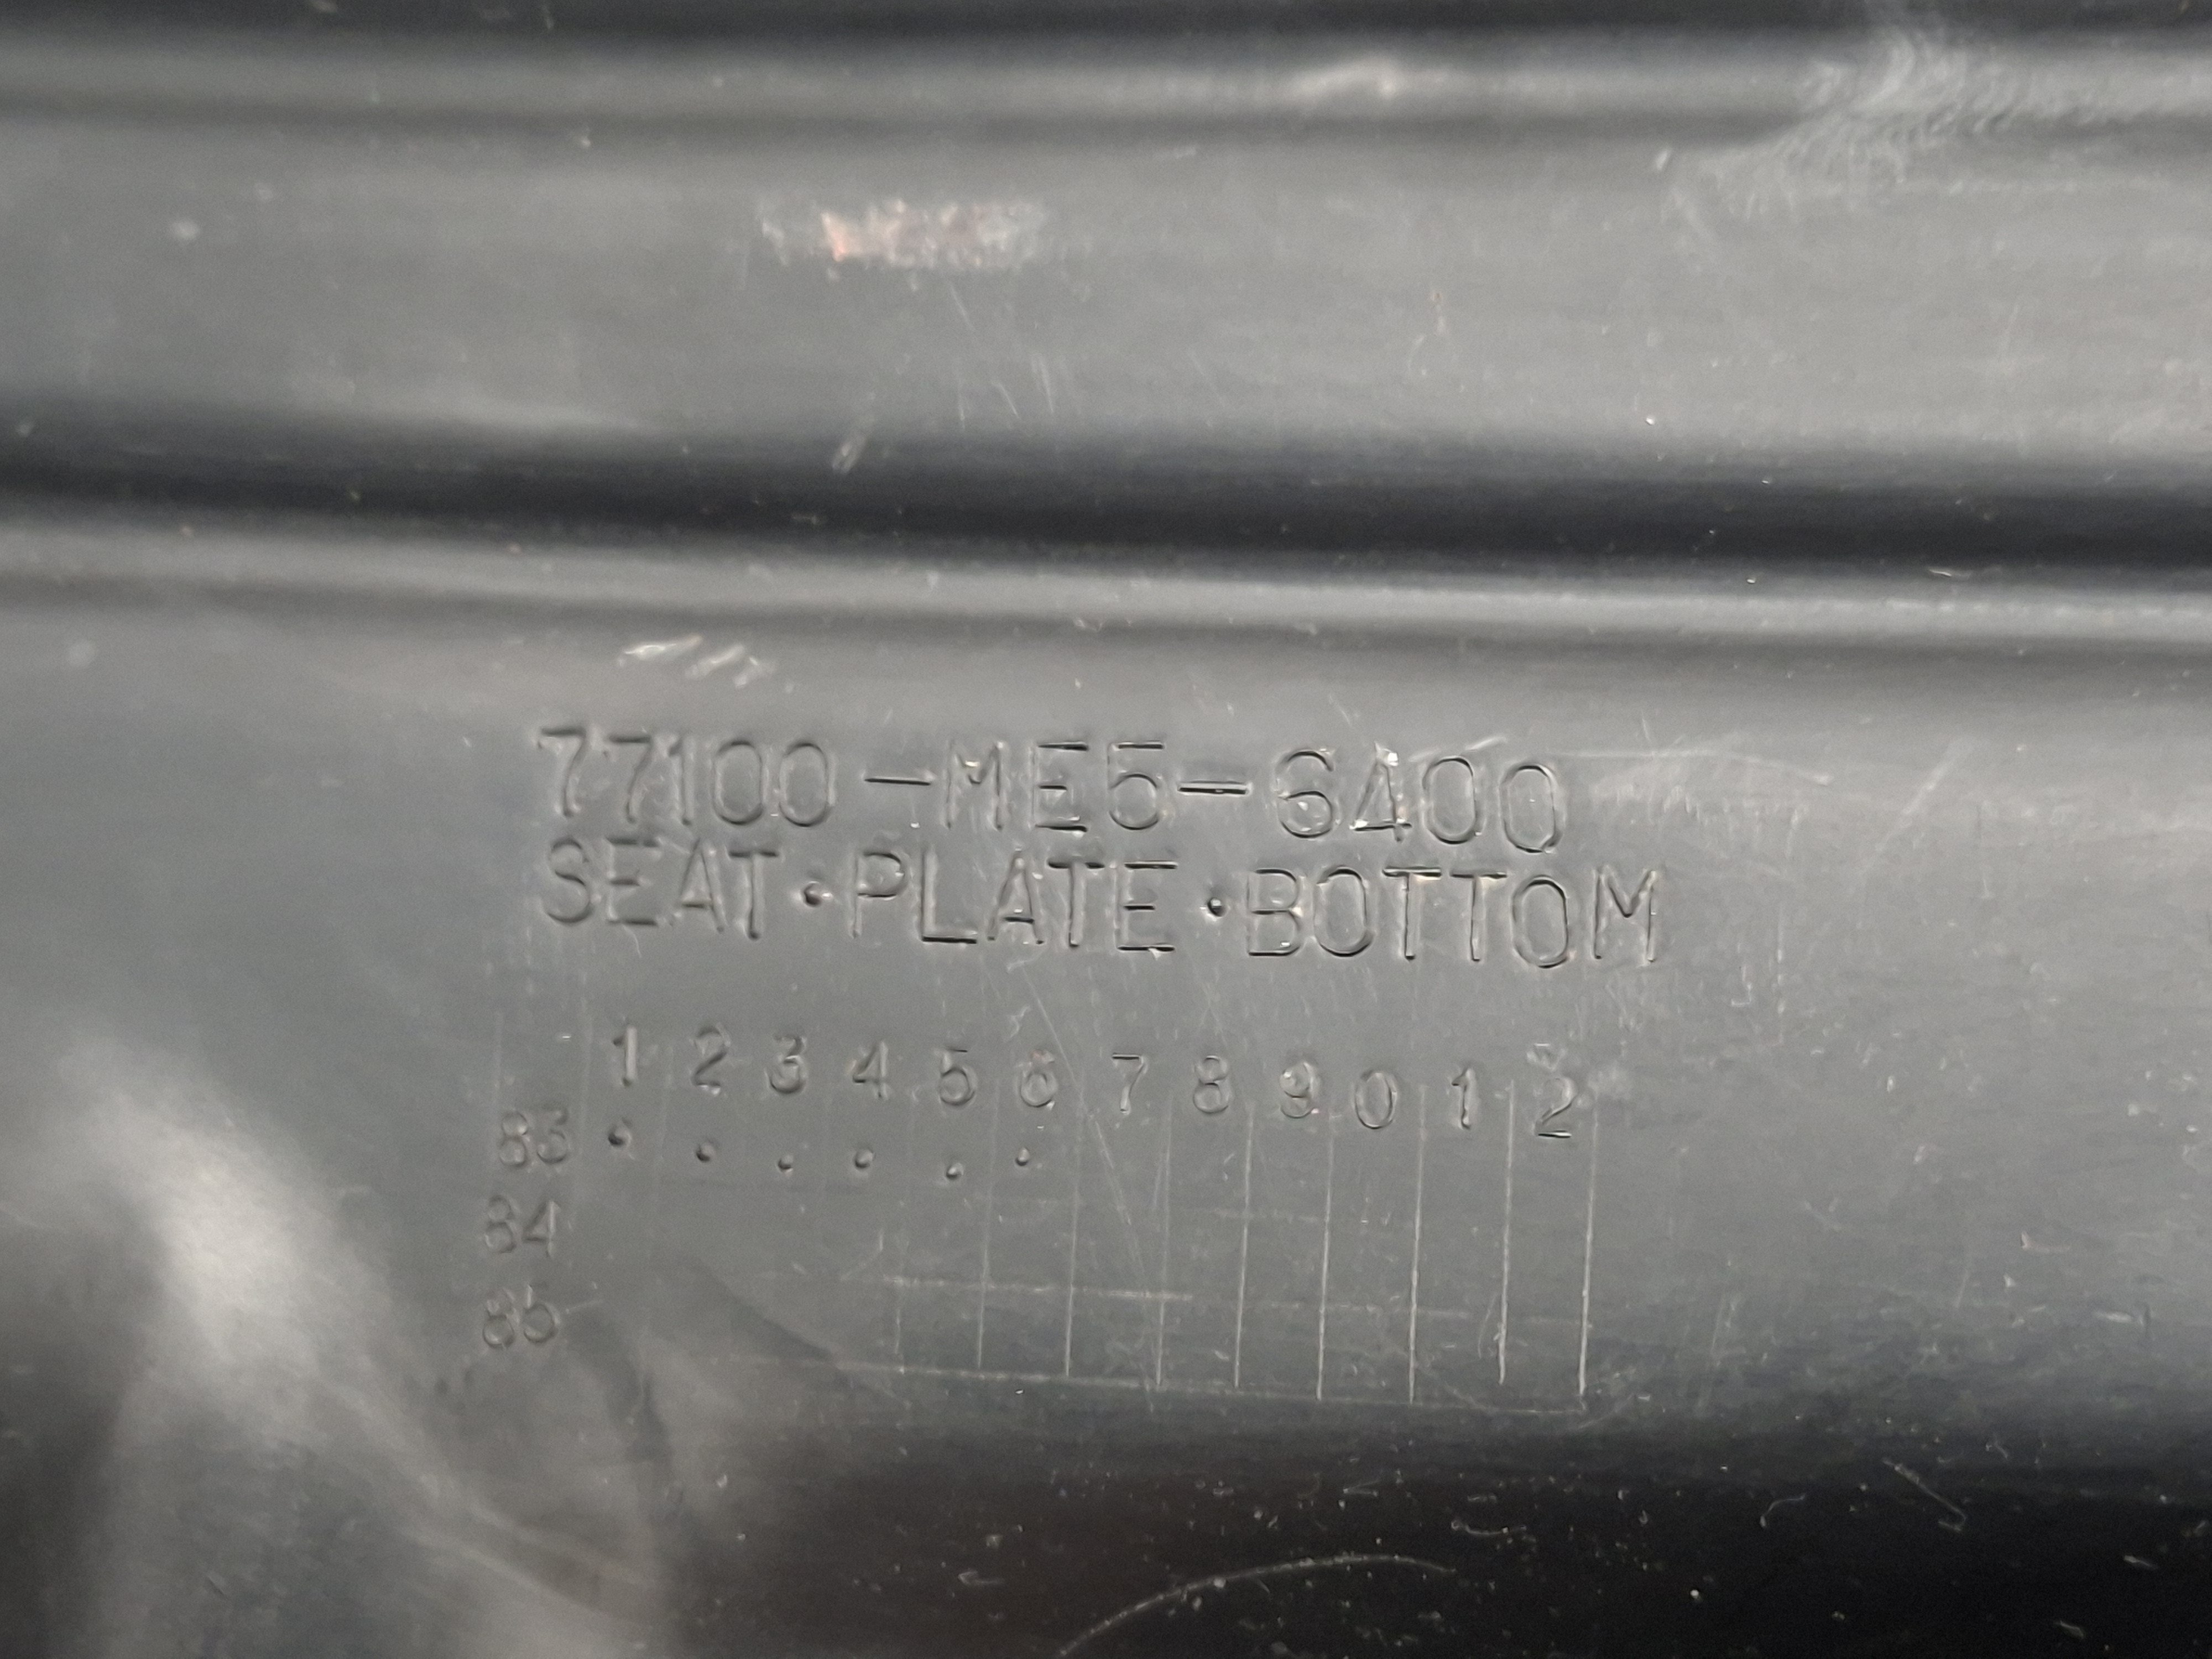 77100-ME5-6400
SEAT·PLATE·BOTTOM
1 2 3 4 5 6 7 8 9 0 1 2
83
84
85